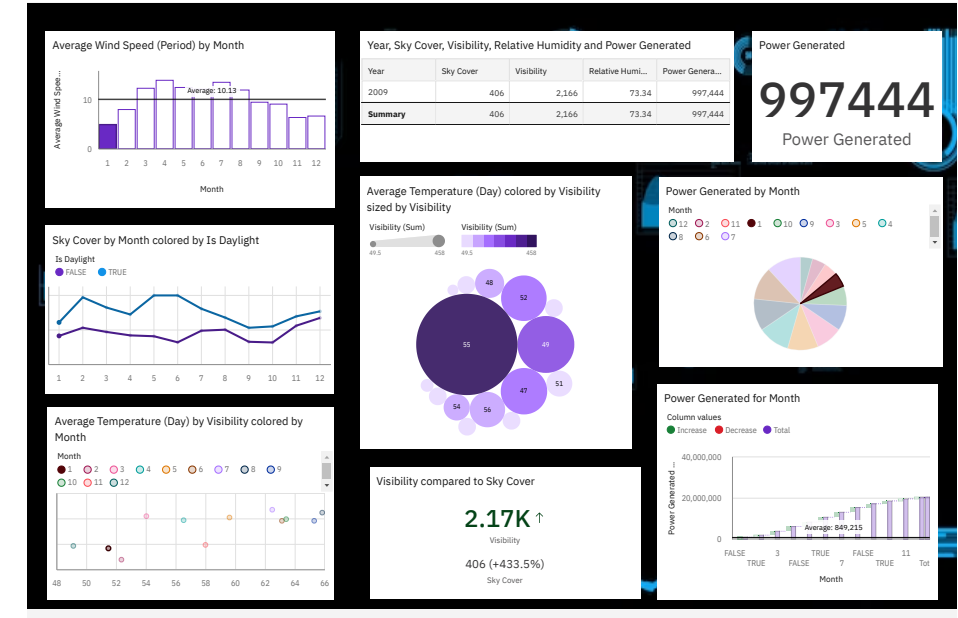 Average Wind Speed (Period) by Month
Average Wind Spee...
10
0
Average: 10.13
1 2 3 4 5 6 7 8 9 10 11 12
Month
Year, Sky Cover, Visibility, Relative Humidity and Power Generated
Year Sky Cover Visibility Relative Humi... Power Genera...
2009 406 2,166 73.34 997,444
Summary 406 2,166 73.34 997,444
Power Generated
997444
Power Generated
Sky Cover by Month colored by Is Daylight
Is Daylight
FALSE TRUE
1 2 3 4 5 6 7 8 9 10 11 12
Average Temperature (Day) colored by Visibility
sized by Visibility
Visibility (Sum) Visibility (Sum)
49.5 458 49.5 458
48
52
55
49
47
51
54
56
Power Generated by Month
Month
12 2 11 1 10 9 3 5 4
8 6 7
Average Temperature (Day) by Visibility colored by
Month
Month
1 2 3 4 5 6 7 8 9
10 11 12
48 50 52 54 56 58 60 62 64 66
Visibility compared to Sky Cover
2.17K ↑
Visibility
406 (+433.5%)
Sky Cover
Power Generated for Month
Column values
Increase Decrease Total
Power Generated ...
40,000,000
20,000,000
0
Average: 849,215
FALSE 3 TRUE FALSE 11
TRUE FALSE 7 TRUE Tot
Month